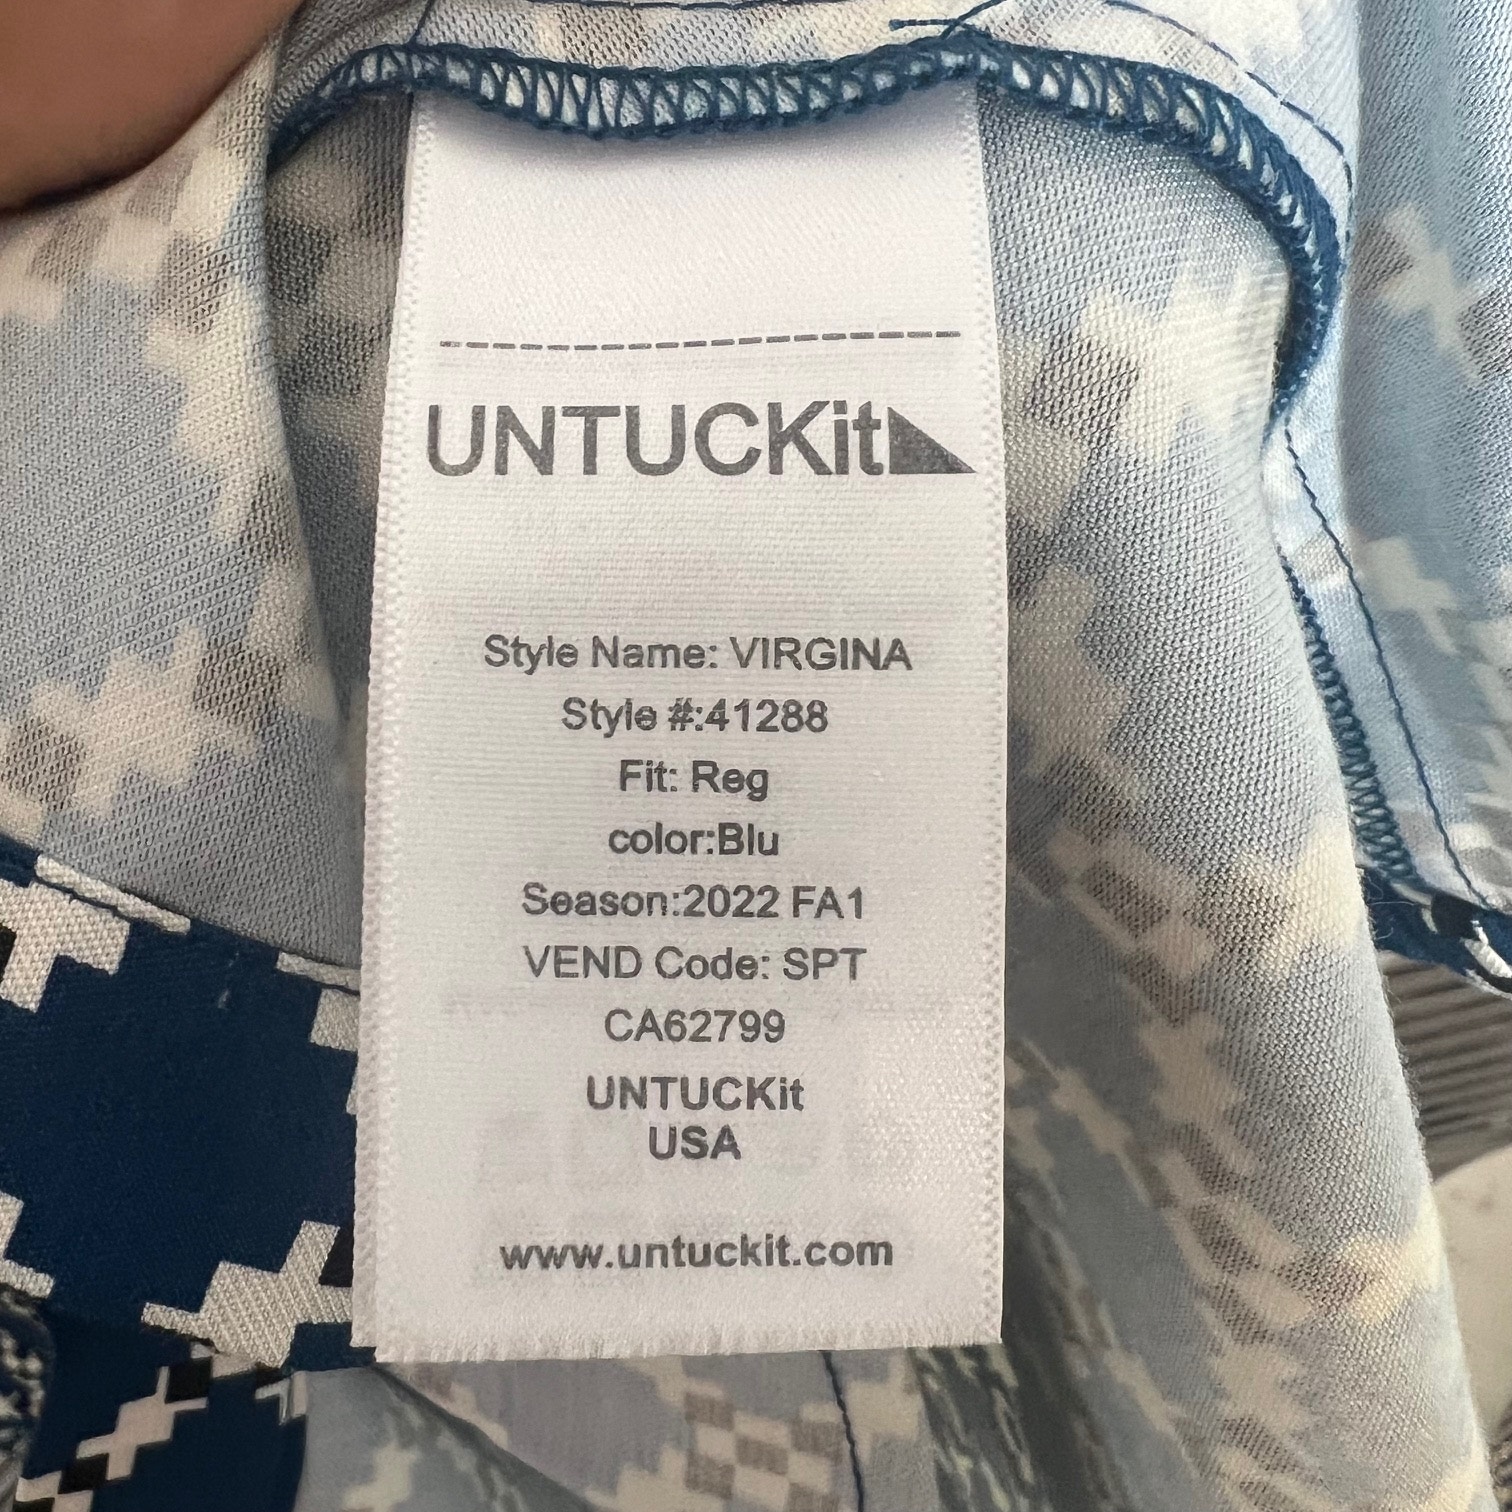 UNTUCKit
Style Name: VIRGINA
Style #:41288
Fit: Reg
color:Blu
Season:2022 FA1
VEND Code: SPT
CA62799
UNTUCKit
USA
www.untuckit.com